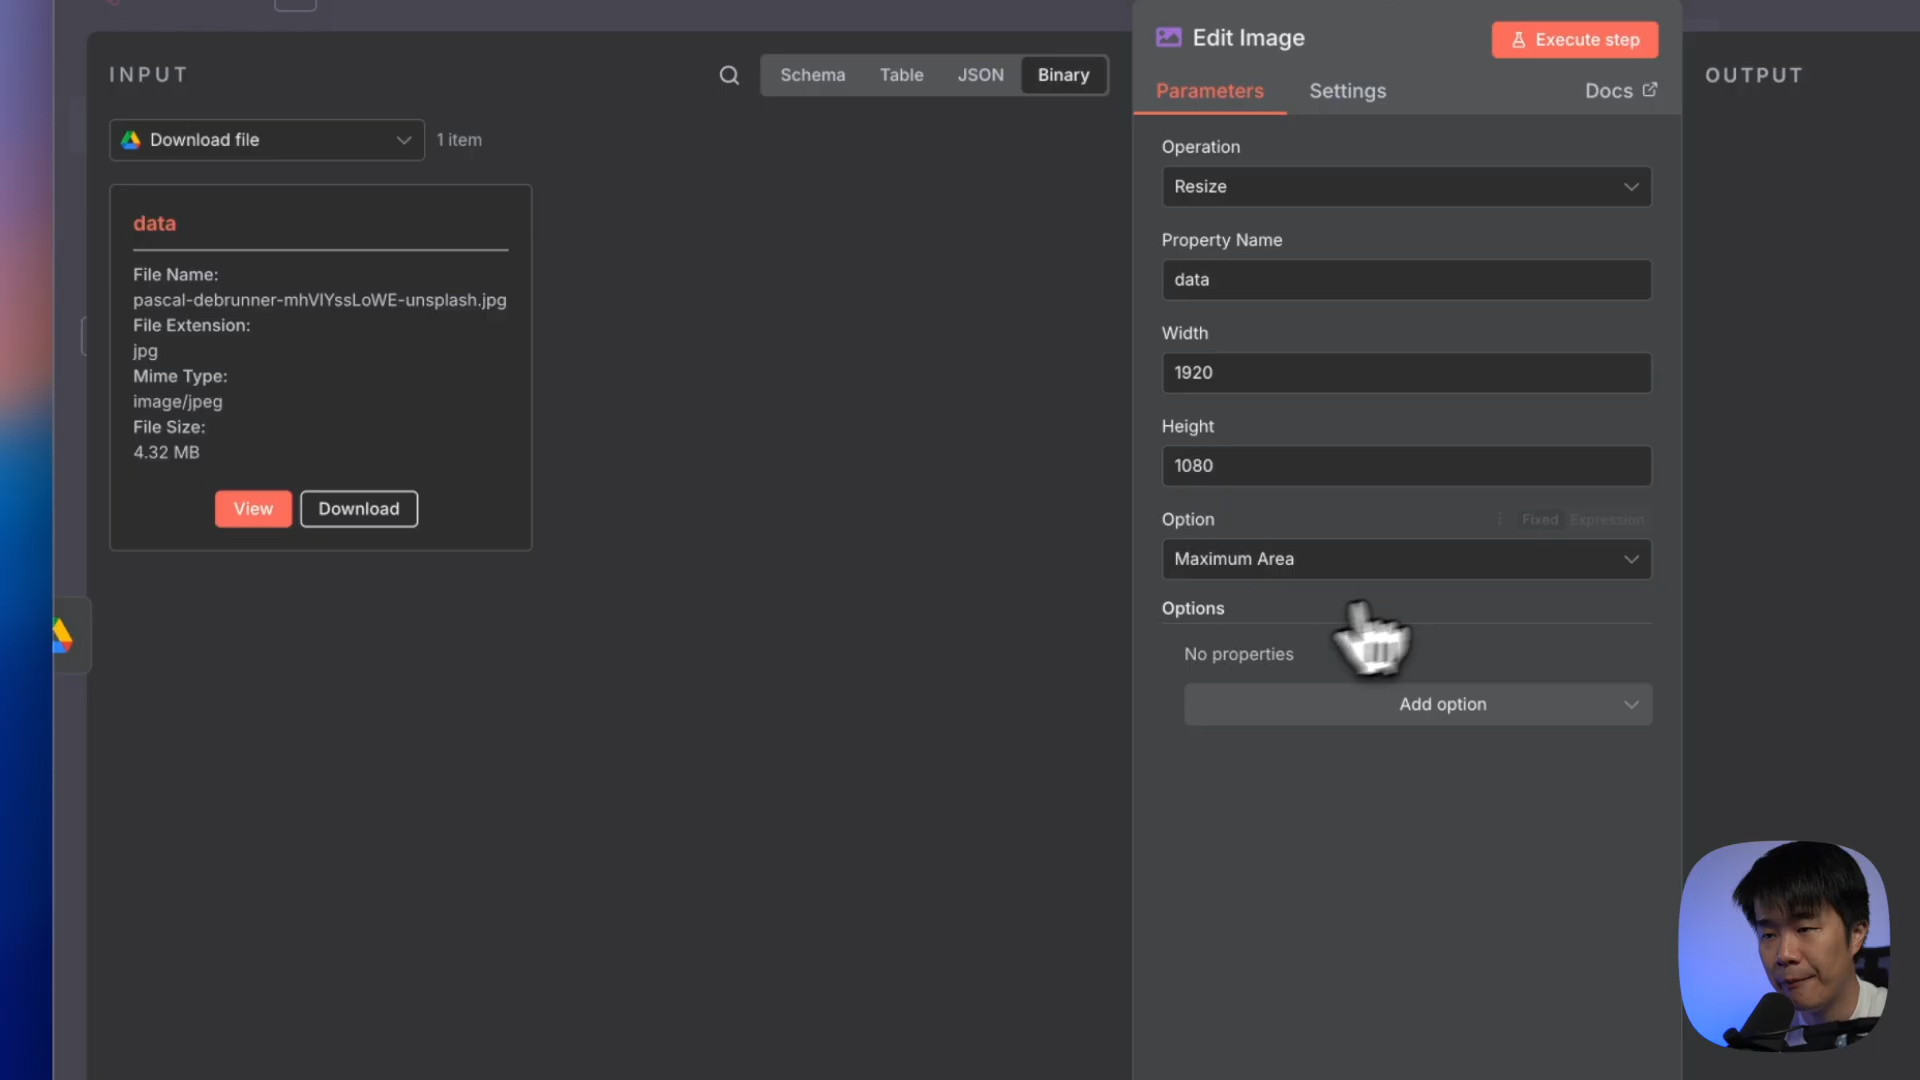 INPUT
Schema
Table
JSON
Binary
Download file
1 item
data
File Name:
pascal-debrunner-mhVIYssLoWE-unsplash.jpg
File Extension:
jpg
Mime Type:
image/jpeg
File Size:
4.32 MB
View
Download
Edit Image
Execute step
Parameters
Settings
Docs
Operation
Resize
Property Name
data
Width
1920
Height
1080
Option
Fixed
Expression
Maximum Area
Options
No properties
Add option
OUTPUT